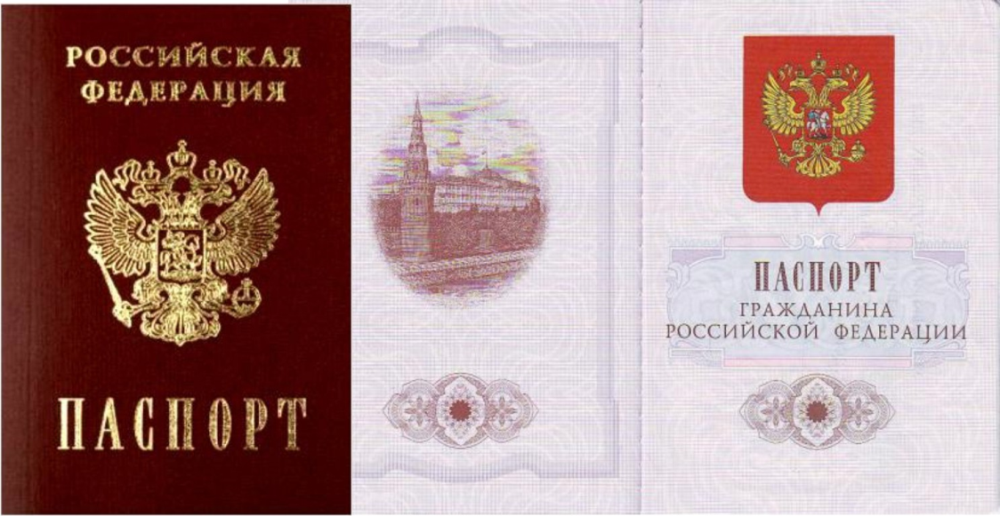 РОССИЙСКАЯ
ФЕДЕРАЦИЯ
ПАСПОРТ
ПАСПОРТ
ГРАЖДАНИНА
РОССИЙСКОЙ ФЕДЕРАЦИИ